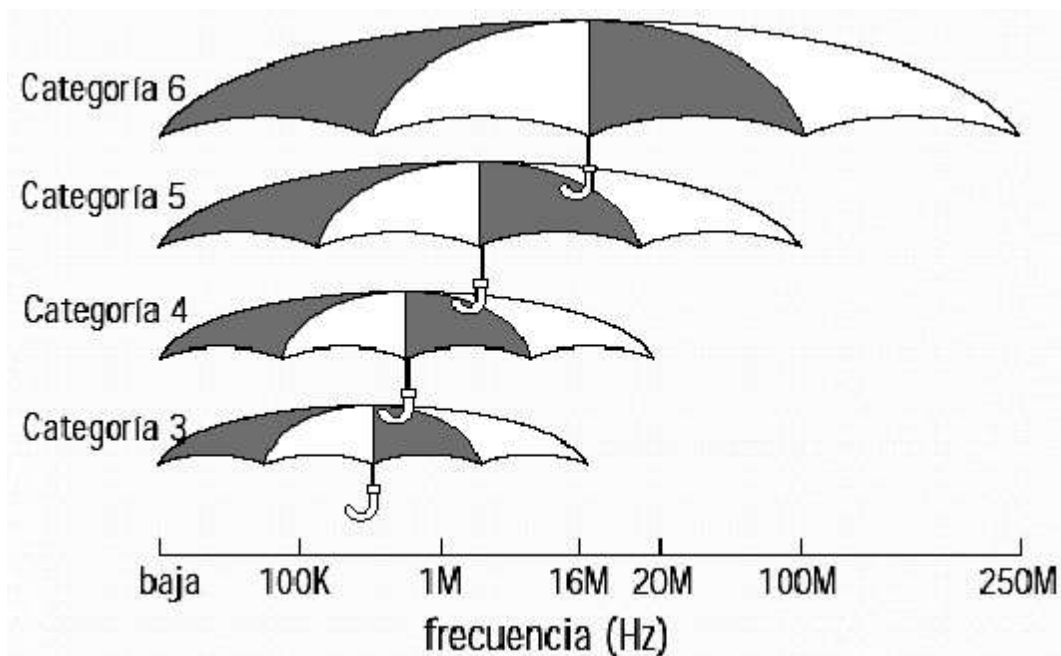 Categoría 6
Categoría 5
Categoría 4
Categoría 3
baja 100K 1M 16M 20M 100M 250M
frecuencia (Hz)